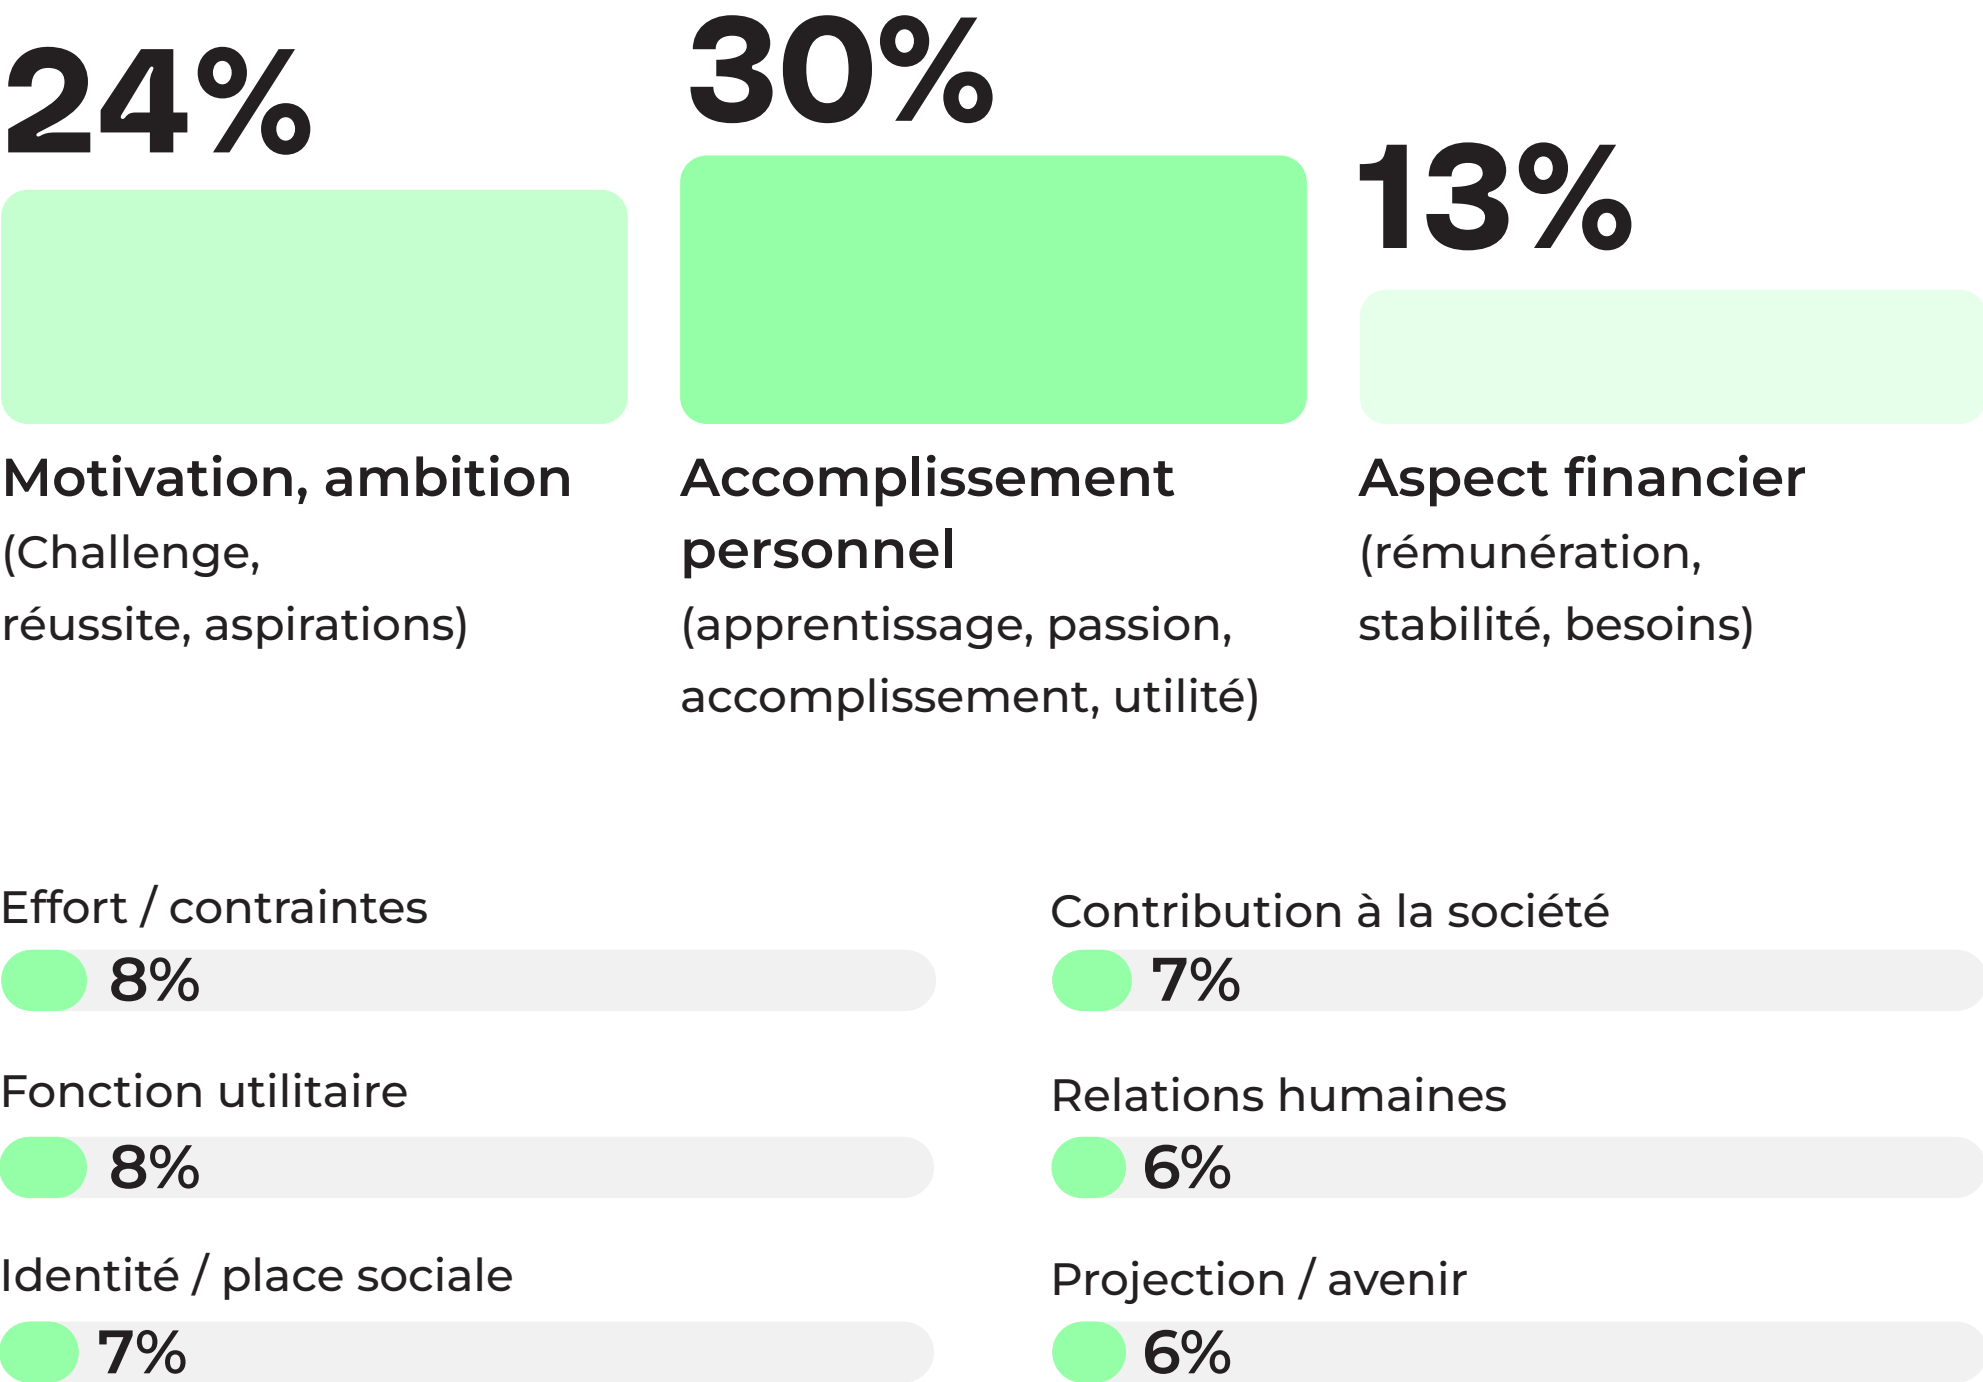 24%
Motivation, ambition
(Challenge,
réussite, aspirations)
30%
Accomplissement
personnel
(apprentissage, passion,
accomplissement, utilité)
13%
Aspect financier
(rémunération,
stabilité, besoins)
Effort / contraintes
8%
Fonction utilitaire
8%
Identité / place sociale
7%
Contribution à la société
7%
Relations humaines
6%
Projection / avenir
6%